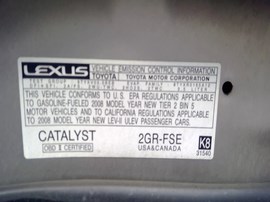 LEXUS
VEHICLE EMISSION CONTROL INFORMATION
TOYOTA TOYOTA MOTOR CORPORATION
THIS VEHICLE CONFORMS TO U.S. EPA REGULATIONS APPLICABLE
TO GASOLINE-FUELED 2008 MODEL YEAR NEW TIER 2 BIN 5
MOTOR VEHICLES AND TO CALIFORNIA REGULATIONS APPLICABLE
TO 2008 MODEL YEAR NEW LEV-II ULEV PASSENGER CARS.
CATALYST 2GR-FSE K8
OBD II CERTIFIED USA&CANADA 31540